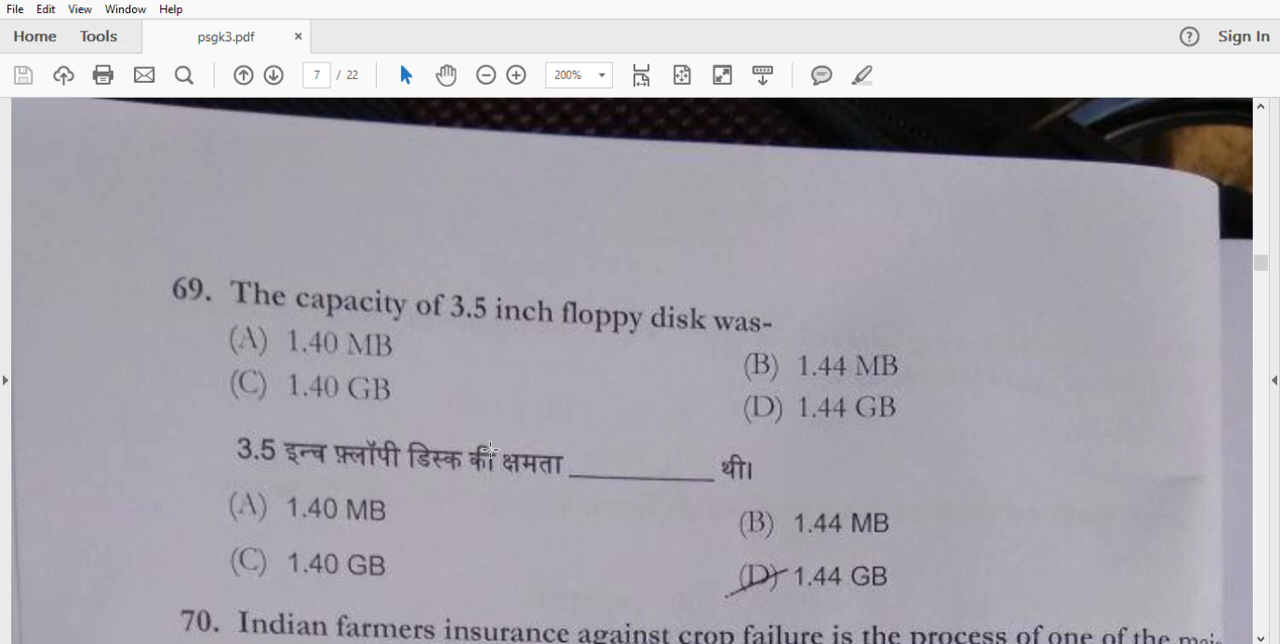 File Edit View Window Help
Home Tools psgk3.pdf × Sign In
7 / 22 200%
69. The capacity of 3.5 inch floppy disk was-
(A) 1.40 MB (B) 1.44 MB
(C) 1.40 GB (D) 1.44 GB
3.5 इन्च फ़्लॉपी डिस्क की क्षमता __________ थी।
(A) 1.40 MB (B) 1.44 MB
(C) 1.40 GB (D) 1.44 GB
70. Indian farmers insurance against crop failure is the process of one of the